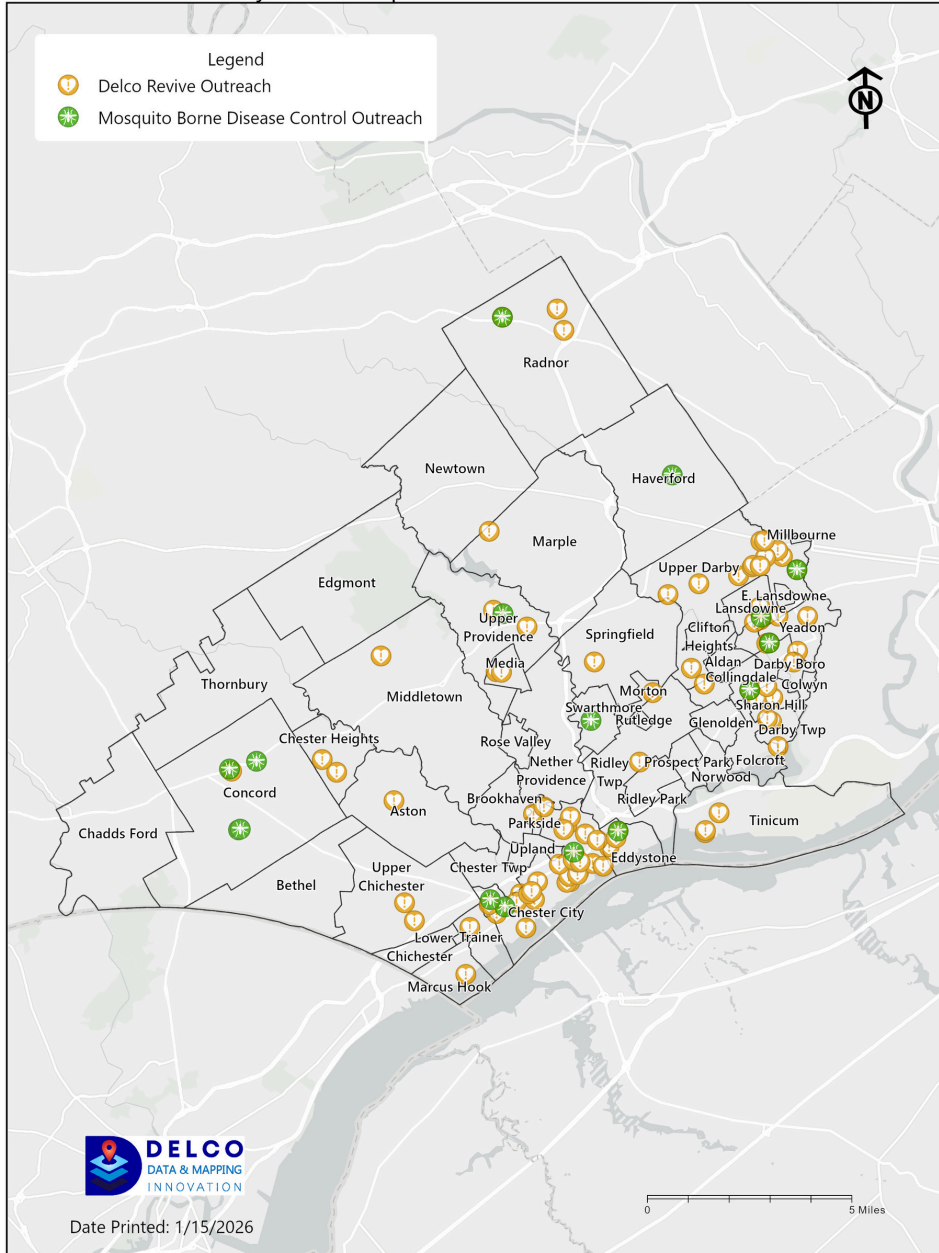 Legend
Delco Revive Outreach
Mosquito Borne Disease Control Outreach
N
Radnor
Newtown
Haverford
Marple
Millbourne
Upper Darby
Edgmont
E. Lansdowne
Lansdowne
Upper
Providence
Springfield
Clifton
Heights
Yeadon
Media
Aldan
Darby Boro
Thornbury
Middletown
Morton
Collingdale
Colwyn
Swarthmore
Rutledge
Sharon Hill
Glenolden
Darby Twp
Chester Heights
Rose Valley
Nether
Providence
Ridley
Twp
Prospect Park
Folcroft
Norwood
Concord
Brookhaven
Ridley Park
Aston
Parkside
Tinicum
Chadds Ford
Upland
Eddystone
Chester Twp
Upper
Chichester
Bethel
Chester City
Lower
Chichester
Trainer
Marcus Hook
DELCO
DATA & MAPPING
INNOVATION
0
5 Miles
Date Printed: 1/15/2026